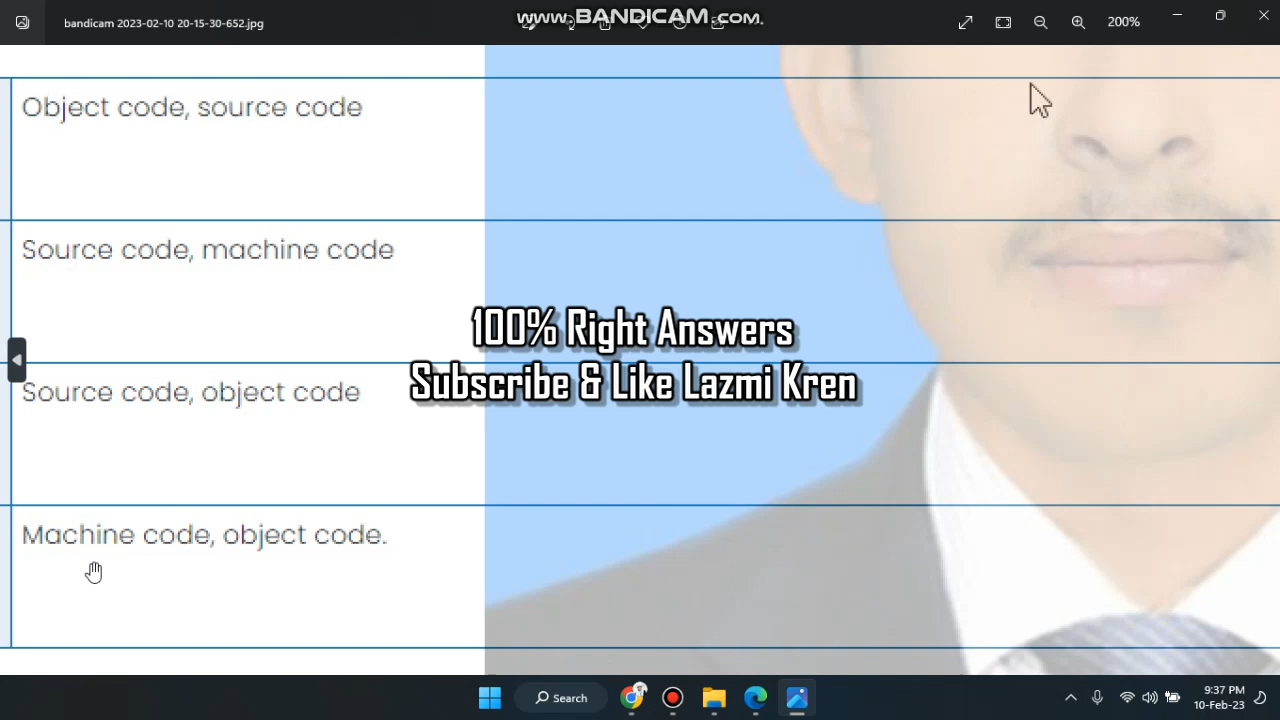 www.BANDICAM.com
bandicam 2023-02-10 20-15-30-652.jpg
200%
Object code, source code
Source code, machine code
100% Right Answers
Subscribe & Like Lazmi Kren
Source code, object code
Machine code, object code.
Search
9:37 PM
10-Feb-23